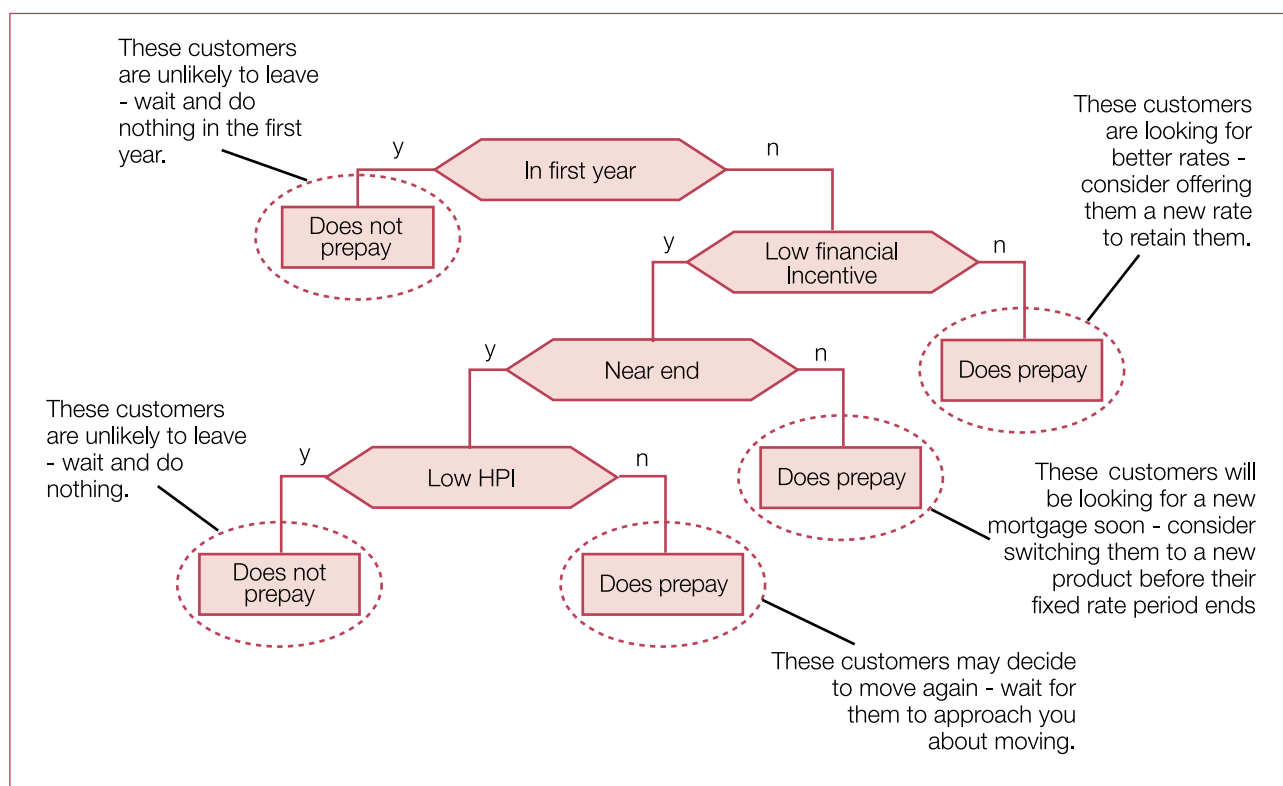 These customers
are unlikely to leave
- wait and do
nothing in the first
year.
y
In first year
n
Does not
prepay
These customers
are looking for
better rates -
consider offering
them a new rate
to retain them.
y
Low financial
Incentive
n
Does prepay
y
Near end
n
Does prepay
These customers
are unlikely to leave
- wait and do
nothing.
y
Low HPI
n
Does not
prepay
Does prepay
These customers will
be looking for a new
mortgage soon - consider
switching them to a new
product before their
fixed rate period ends
These customers may decide
to move again - wait for
them to approach you
about moving.